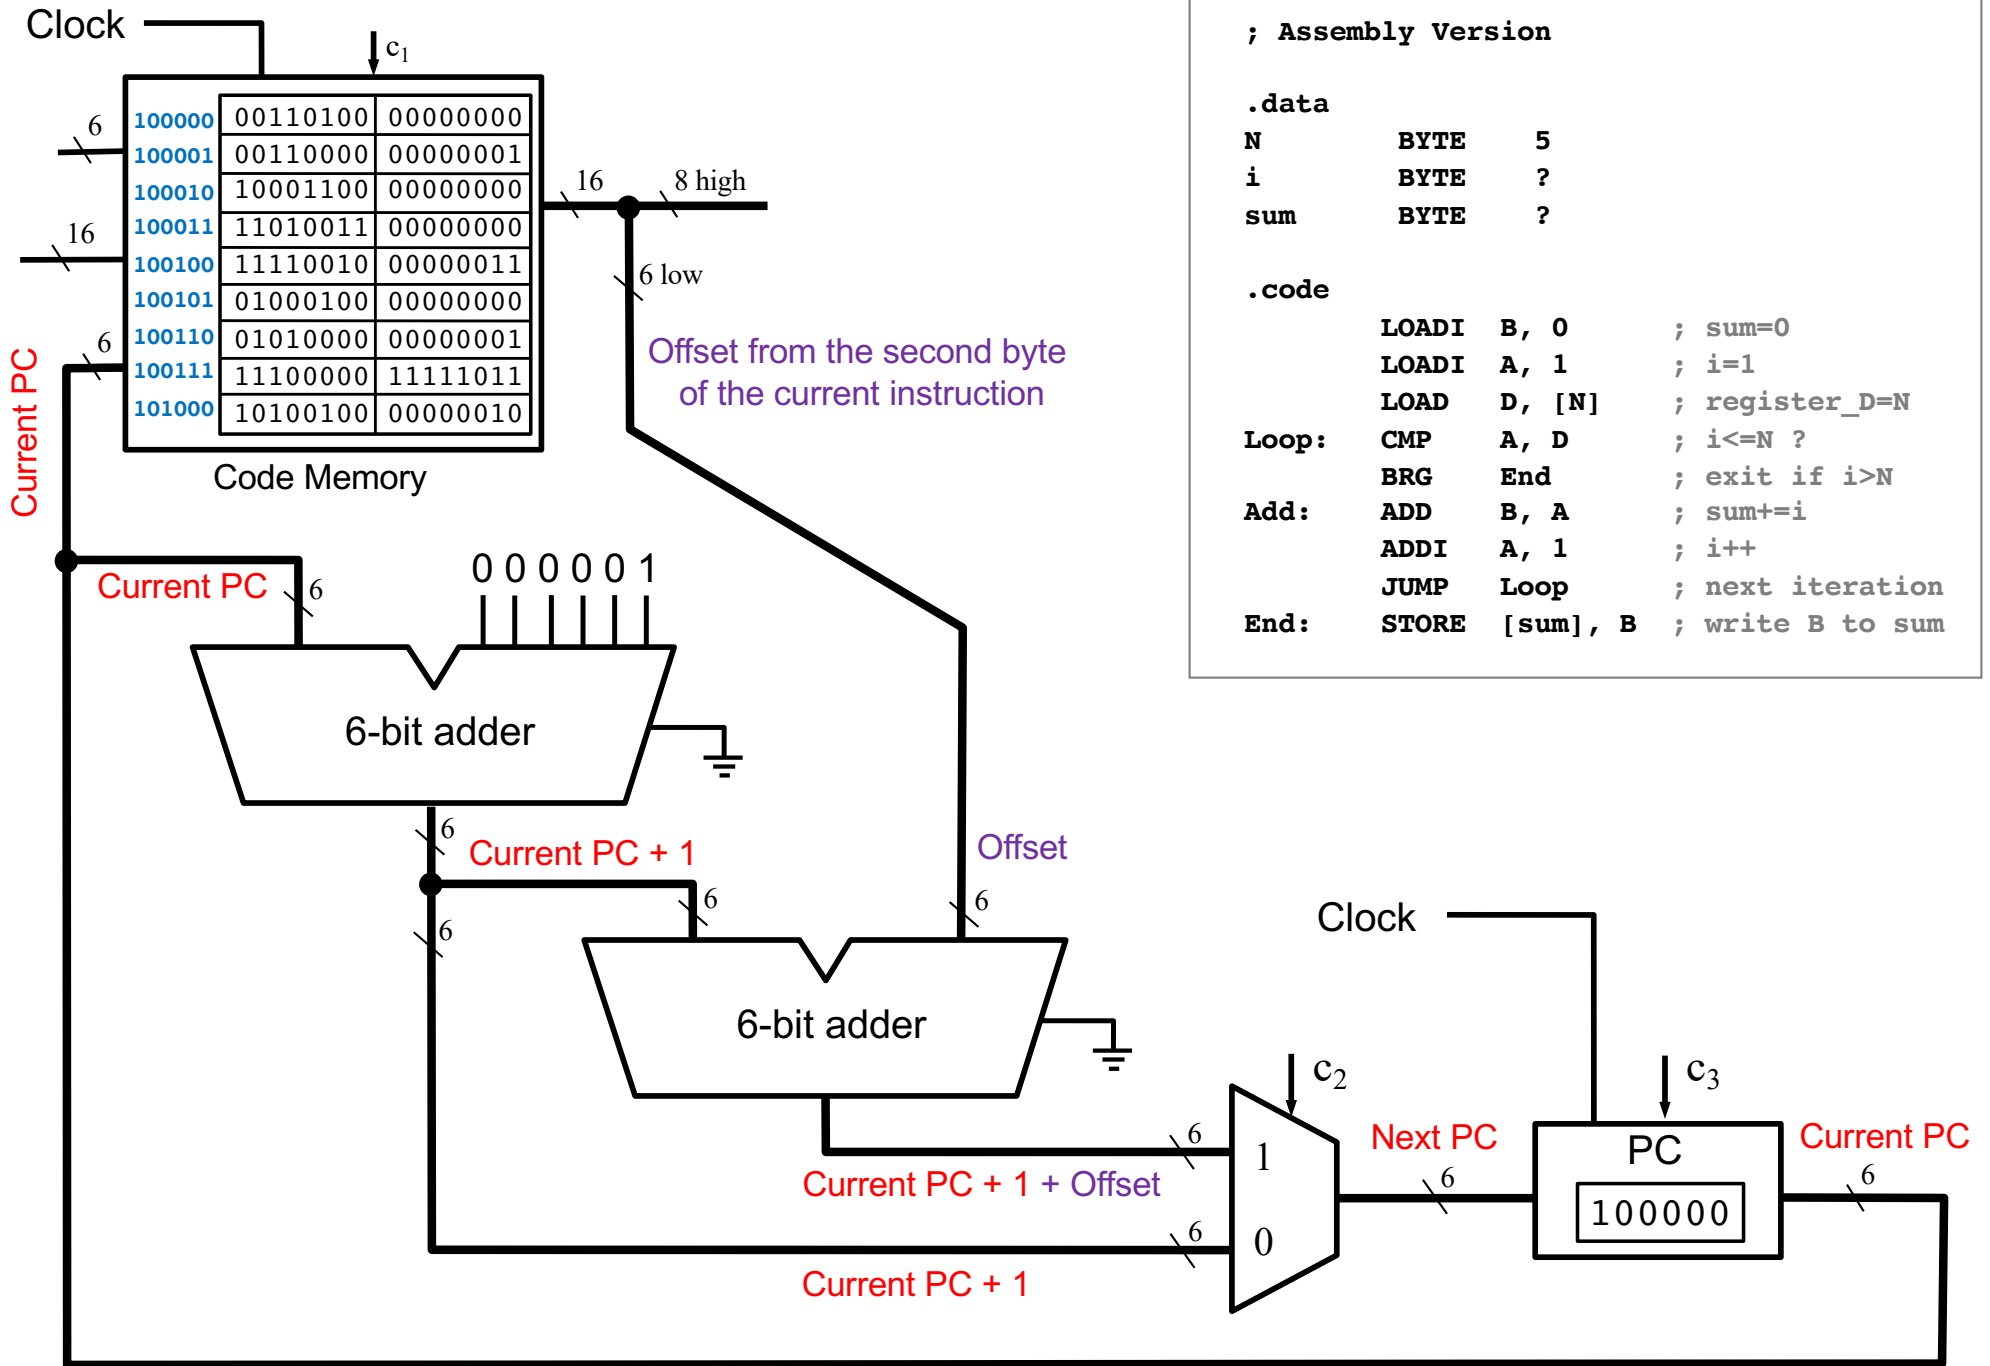 Clock
c1
6
16
6
Current PC
100000 00110100 00000000
100001 00110000 00000001
100010 10001100 00000000
100011 11010011 00000000
100100 11110010 00000011
100101 01000100 00000000
100110 01010000 00000001
100111 11100000 11111011
101000 10100100 00000010
Code Memory
16
8 high
6 low
Offset from the second byte
of the current instruction
; Assembly Version
.data
N BYTE 5
i BYTE ?
sum BYTE ?
.code
LOADI B, 0 ; sum=0
LOADI A, 1 ; i=1
LOAD D, [N] ; register_D=N
Loop: CMP A, D ; i<=N ?
BRG End ; exit if i>N
Add: ADD B, A ; sum+=i
ADDI A, 1 ; i++
JUMP Loop ; next iteration
End: STORE [sum], B ; write B to sum
Current PC
6
0 0 0 0 0 1
6-bit adder
6
Current PC + 1
6
6
Offset
6
6-bit adder
Clock
c2
c3
6
1
Current PC + 1 + Offset
6
0
Current PC + 1
Next PC
6
PC
100000
Current PC
6